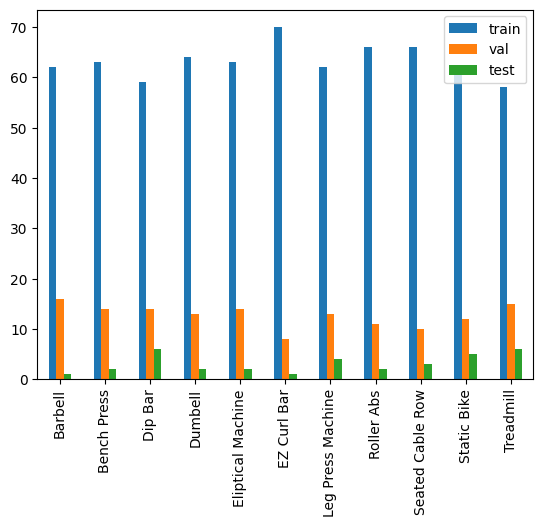 70
60
50
40
30
20
10
0
train
val
test
Barbell
Bench Press
Dip Bar
Dumbell
Eliptical Machine
EZ Curl Bar
Leg Press Machine
Roller Abs
Seated Cable Row
Static Bike
Treadmill